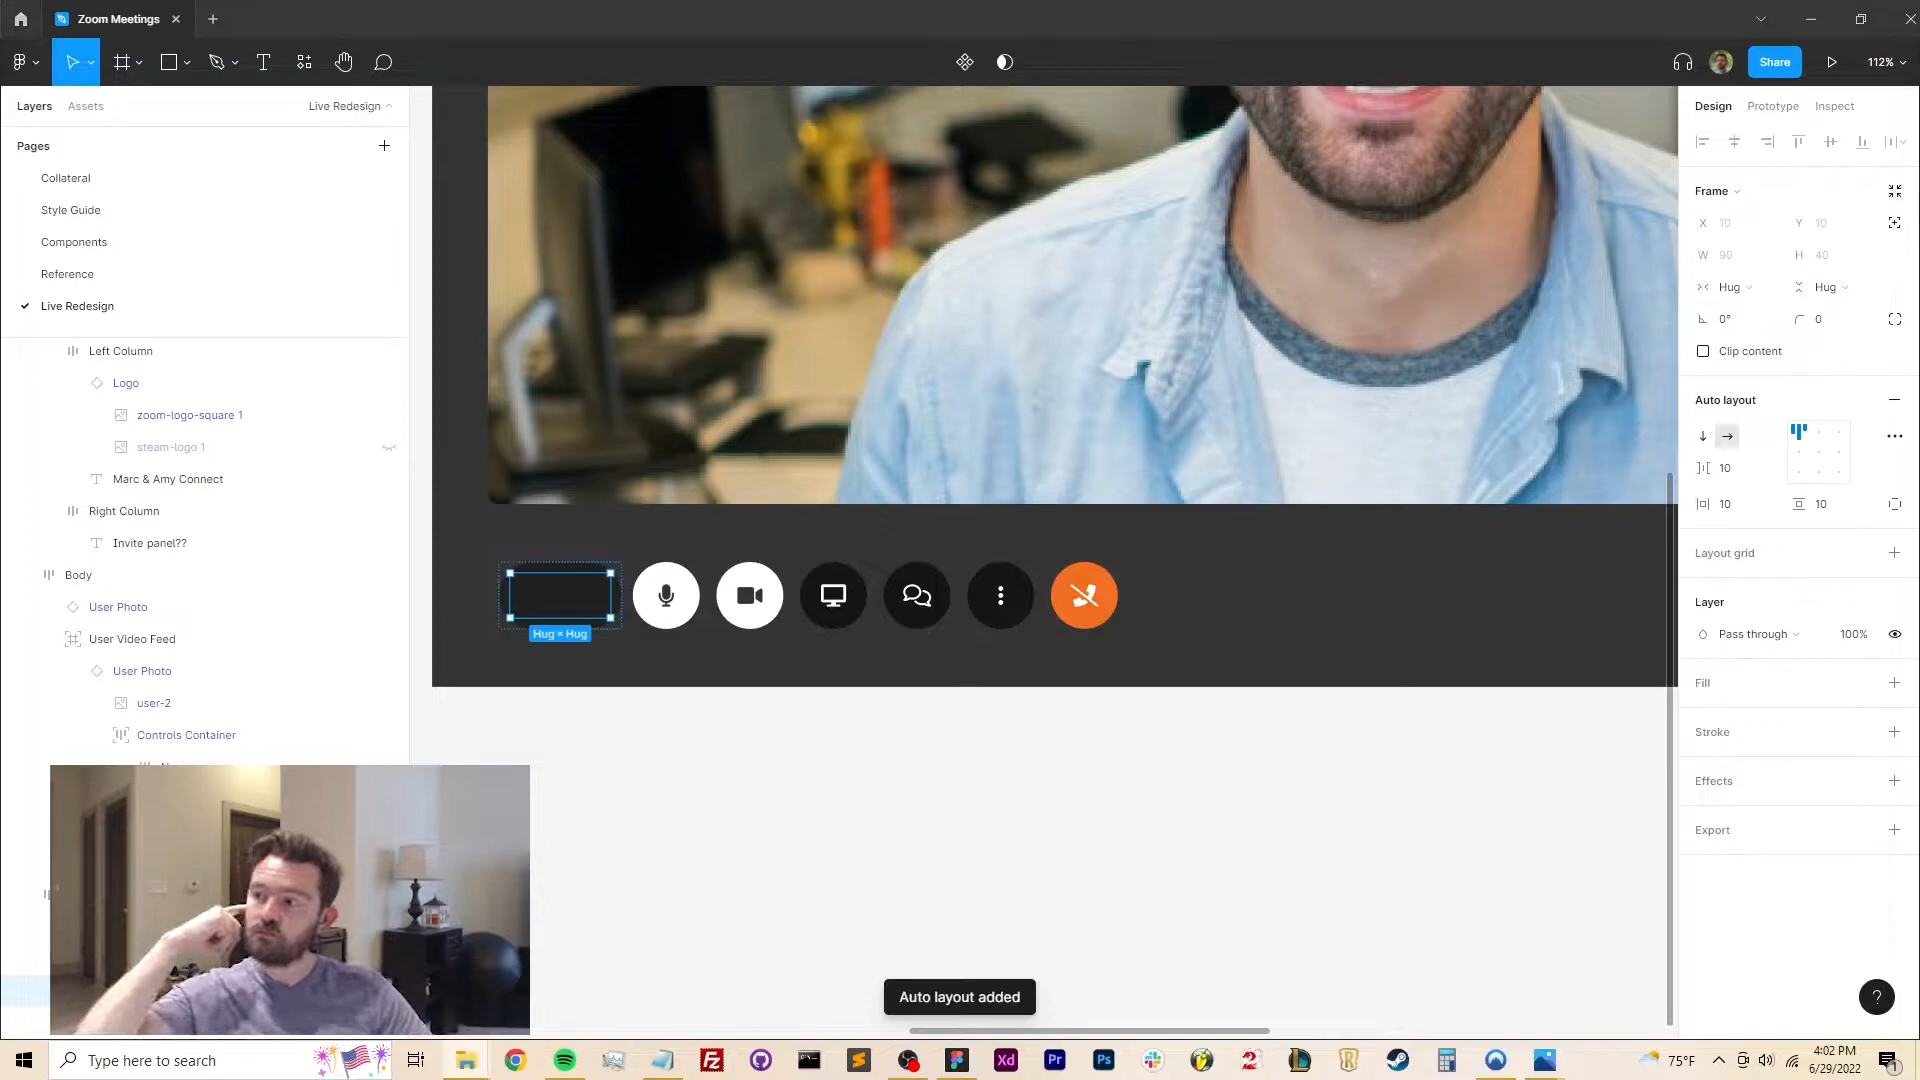 Zoom Meetings
Share
112%
Layers
Assets
Live Redesign
Pages
Collateral
Style Guide
Components
Reference
Live Redesign
Left Column
Logo
zoom-logo-square 1
steam-logo 1
Marc & Amy Connect
Right Column
Invite panel??
Body
User Photo
User Video Feed
User Photo
user-2
Controls Container
Hug × Hug
Auto layout added
Design
Prototype
Inspect
Frame
X 10
Y 10
W 90
H 40
Hug
Hug
0°
0
Clip content
Auto layout
10
10
10
Layout grid
Layer
Pass through
100%
Fill
Stroke
Effects
Export
?
Type here to search
Xd
Pr
Ps
75°F
4:02 PM
6/29/2022
1